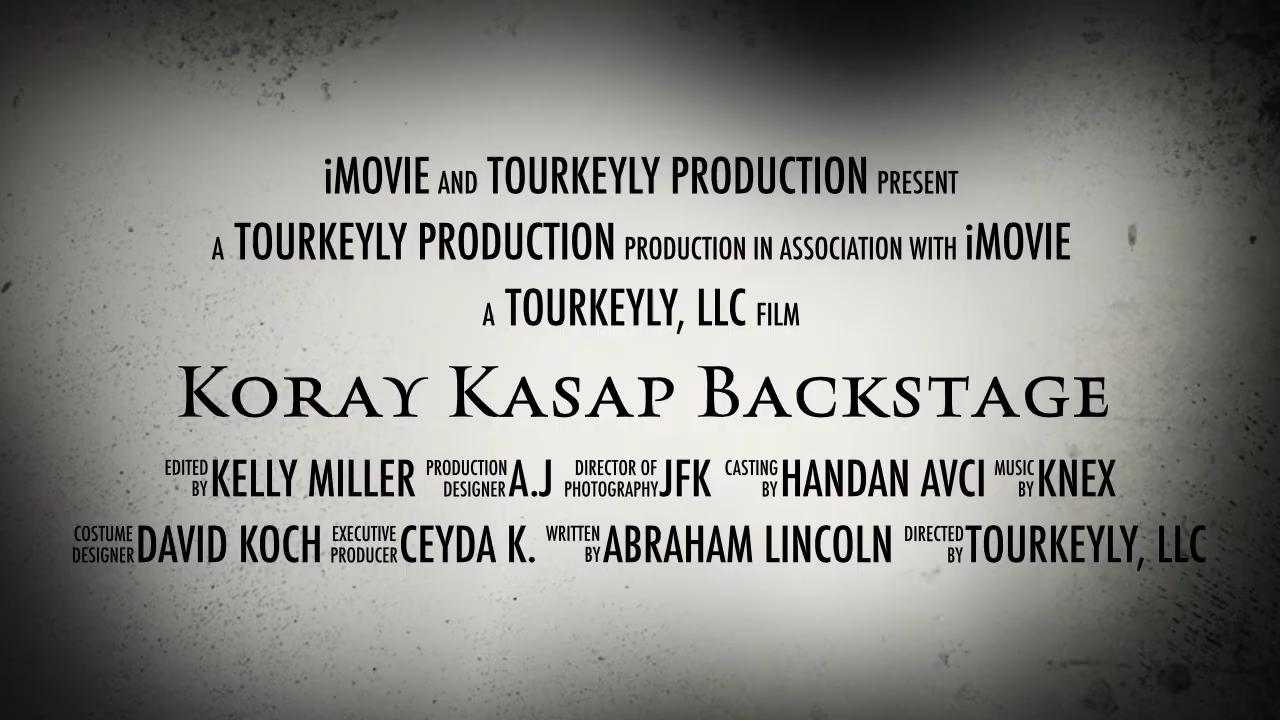 iMOVIE AND TOURKEYLY PRODUCTION PRESENT
A TOURKEYLY PRODUCTION PRODUCTION IN ASSOCIATION WITH iMOVIE
A TOURKEYLY, LLC FILM
KORAY KASAP BACKSTAGE
EDITED BY KELLY MILLER PRODUCTION DESIGNER A.J DIRECTOR OF PHOTOGRAPHY JFK CASTING BY HANDAN AVCI MUSIC BY KNEX
COSTUME DESIGNER DAVID KOCH EXECUTIVE PRODUCER CEYDA K. WRITTEN BY ABRAHAM LINCOLN DIRECTED BY TOURKEYLY, LLC